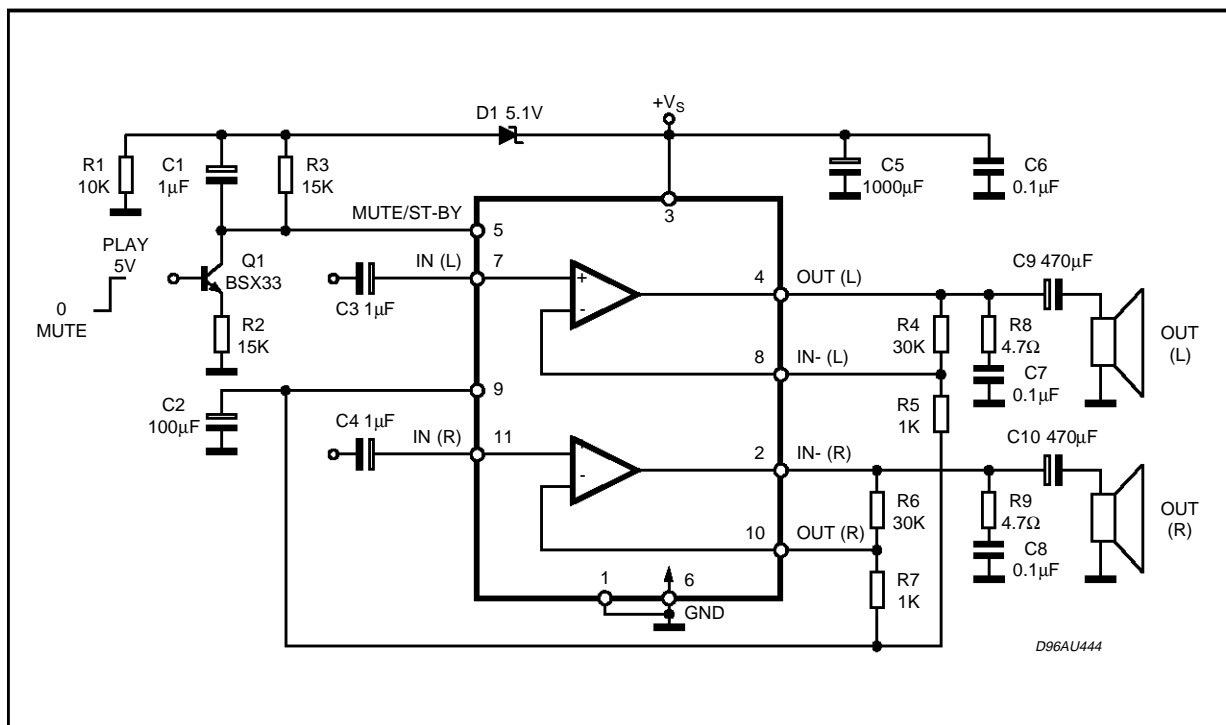 D1 5.1V
+VS
R1
10K
C1
1µF
R3
15K
C5
1000µF
C6
0.1µF
MUTE/ST-BY
5
3
PLAY
5V
0
MUTE
Q1
BSX33
R2
15K
IN (L)
7
C3 1µF
+
-
4
OUT (L)
C9 470µF
R4
30K
R8
4.7Ω
C7
0.1µF
OUT
(L)
8
IN- (L)
R5
1K
9
C2
100µF
C4 1µF
IN (R)
11
+
-
2
IN- (R)
C10 470µF
R6
30K
R9
4.7Ω
C8
0.1µF
OUT
(R)
10
OUT (R)
R7
1K
1
6
GND
D96AU444